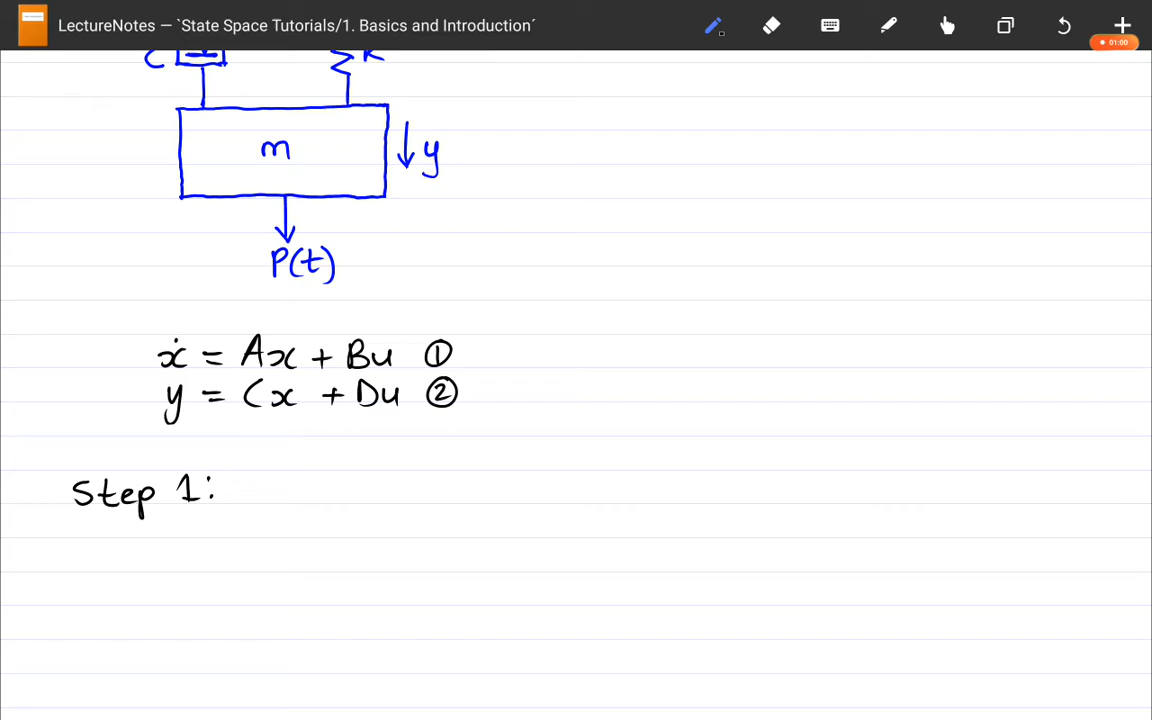 LectureNotes — `State Space Tutorials/1. Basics and Introduction´
01:00
C K
m
y
P(t)
ẋ = Ax + Bu ①
y = Cx + Du ②
Step 1: